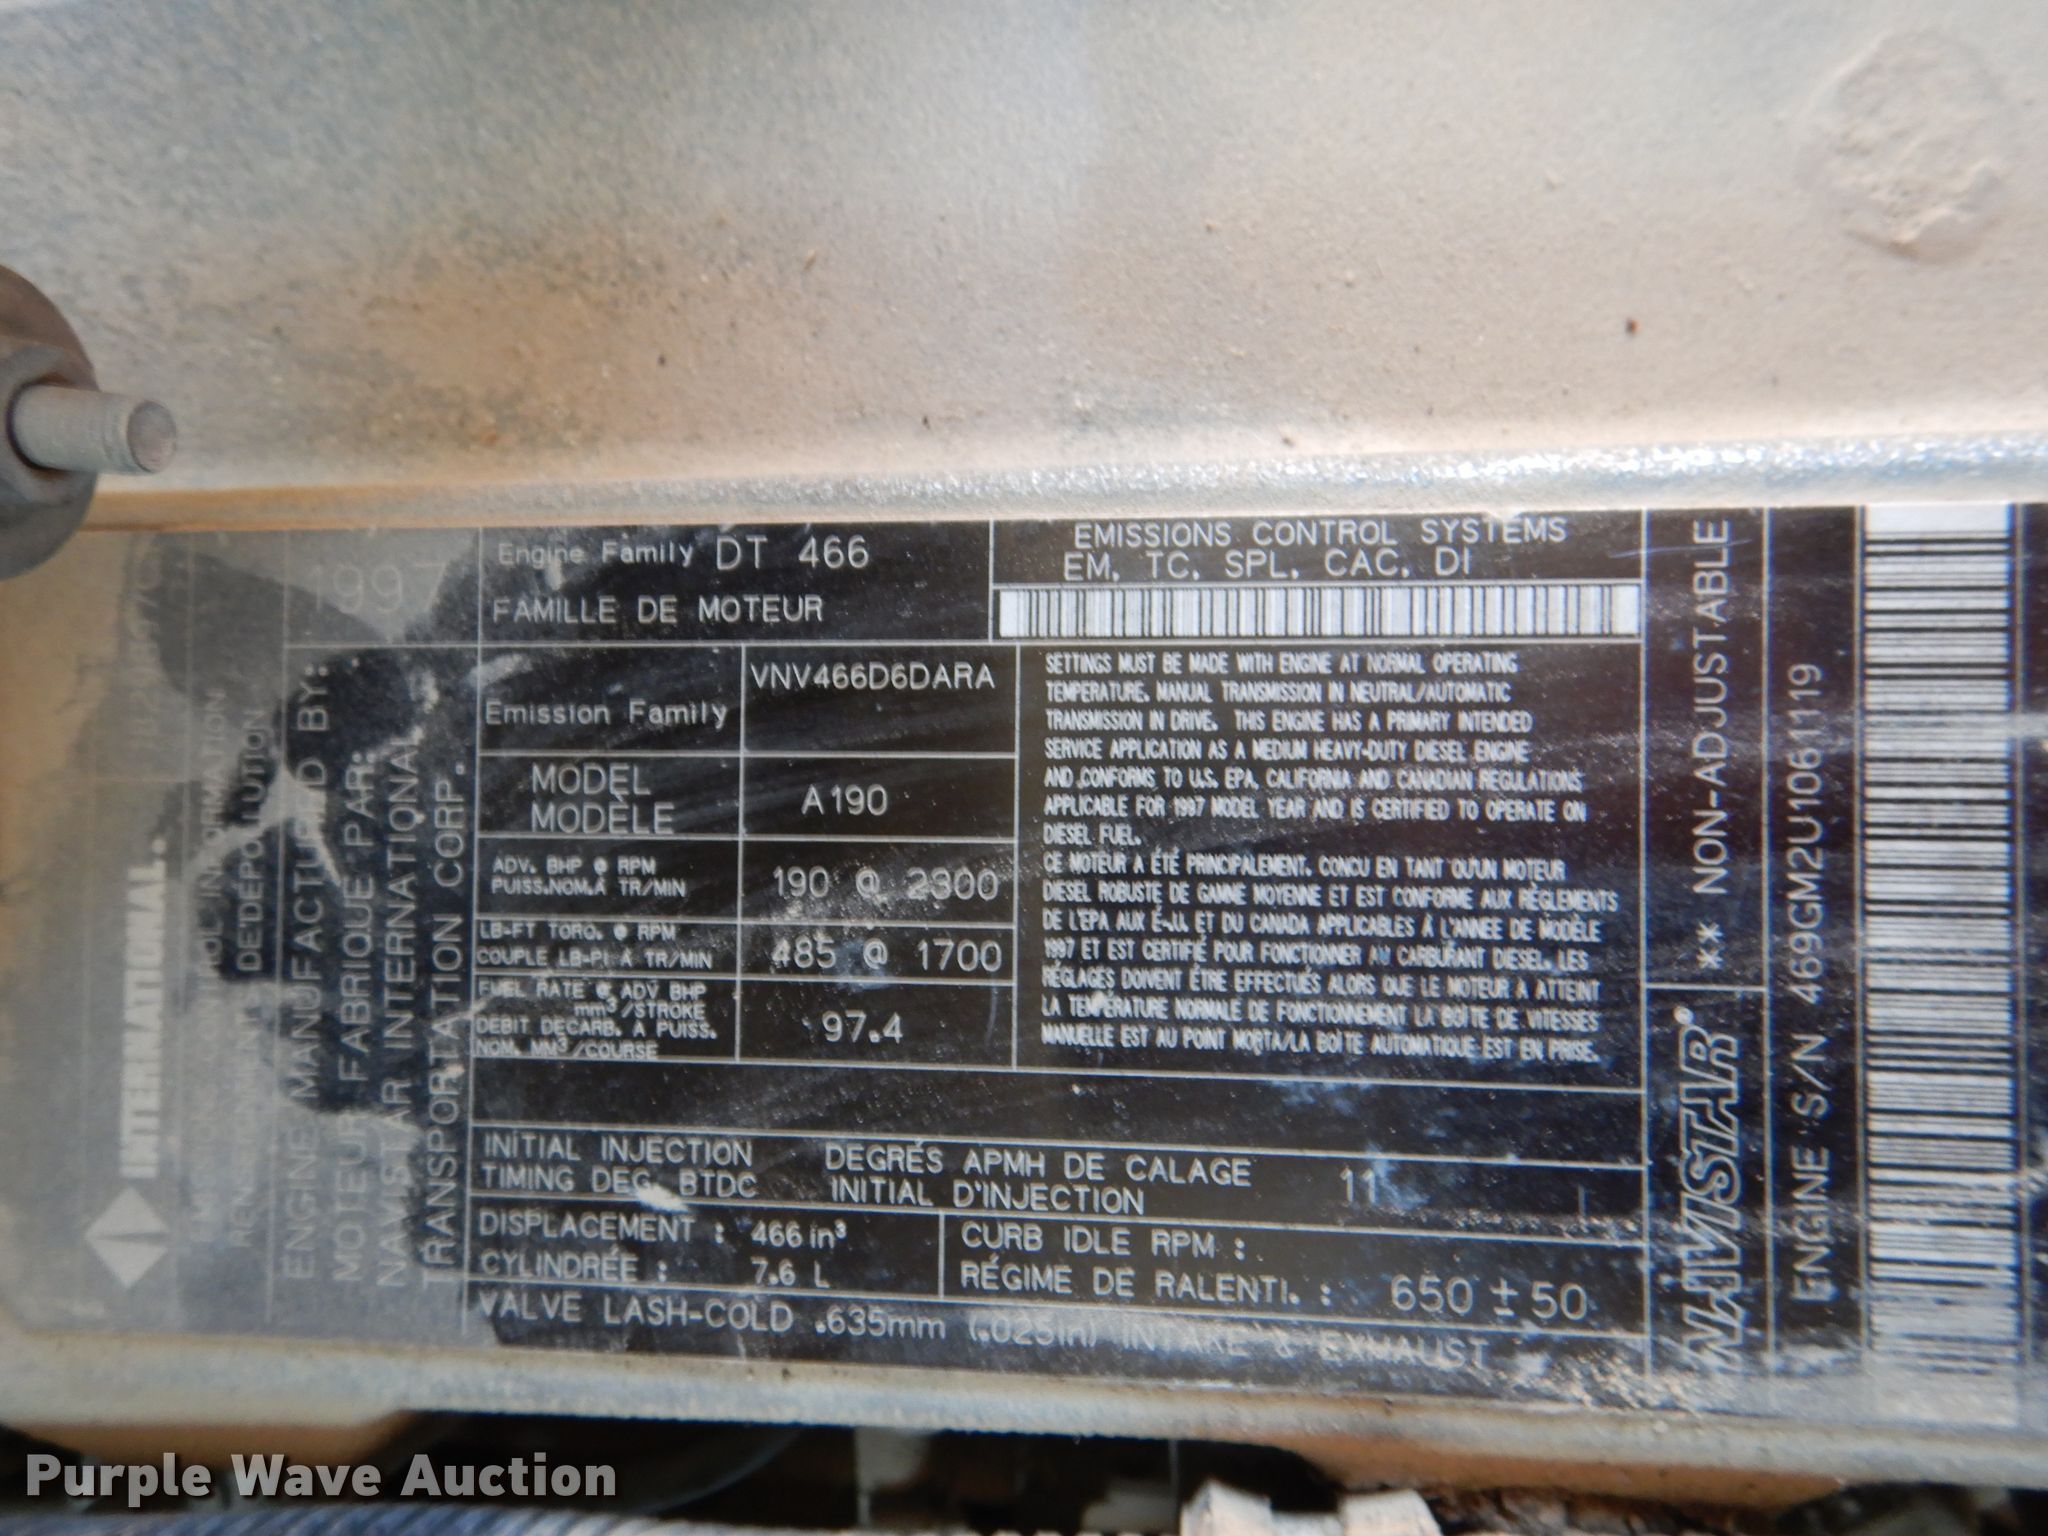 INTERNATIONAL.
DE DÉPOLLUTION
1997
ENGINE MANUFACTURED BY:
MOTEUR FABRIQUE PAR:
NAVISTAR INTERNATIONAL
TRANSPORTATION CORP.
Engine Family DT 466
FAMILLE DE MOTEUR
EMISSIONS CONTROL SYSTEMS
EM, TC, SPL, CAC, DI
Emission Family VNV466D6DARA
MODEL
MODÈLE
A190
ADV. BHP @ RPM
PUISS.NOM.À TR/MIN
190 @ 2300
LB-FT TORQ. @ RPM
COUPLE LB-PI À TR/MIN
485 @ 1700
FUEL RATE @ ADV BHP
mm³/STROKE
DEBIT DECARB. A PUISS.
NOM. MM³/COURSE
97.4
SETTINGS MUST BE MADE WITH ENGINE AT NORMAL OPERATING
TEMPERATURE. MANUAL TRANSMISSION IN NEUTRAL/AUTOMATIC
TRANSMISSION IN DRIVE. THIS ENGINE HAS A PRIMARY INTENDED
SERVICE APPLICATION AS A MEDIUM HEAVY-DUTY DIESEL ENGINE
AND CONFORMS TO U.S. EPA, CALIFORNIA AND CANADIAN REGULATIONS
APPLICABLE FOR 1997 MODEL YEAR AND IS CERTIFIED TO OPERATE ON
DIESEL FUEL.
CE MOTEUR A ÉTÉ PRINCIPALEMENT. CONCU EN TANT QU'UN MOTEUR
DIESEL ROBUSTE DE GAMME MOYENNE ET EST CONFORME AUX RÈGLEMENTS
DE L'EPA AUX É-.U. ET DU CANADA APPLICABLES À L'ANNEE DE MODÈLE
1997 ET EST CERTIFIÉ POUR FONCTIONNER AU CARBURANT DIESEL. LES
RÉGLAGES DOIVENT ÊTRE EFFECTUÉS ALORS QUE LE MOTEUR A ATTEINT
LA TEMPÉRATURE NORMALE DE FONCTIONNEMENT LA BOITE DE VITESSES
MANUELLE EST AU POINT MORTA/LA BOÎTE AUTOMATIQUE EST EN PRISE.
INITIAL INJECTION
TIMING DEG. BTDC
DEGRÉS APMH DE CALAGE
INITIAL D'INJECTION
11
DISPLACEMENT : 466 in³
CYLINDRÉE : 7.6 L
CURB IDLE RPM :
RÉGIME DE RALENTI. : 650 ± 50
VALVE LASH-COLD .635mm (.025in) INTAKE & EXHAUST
NAVISTAR® ** NON-ADJUSTABLE
ENGINE S/N 469GM2U1061119
Purple Wave Auction